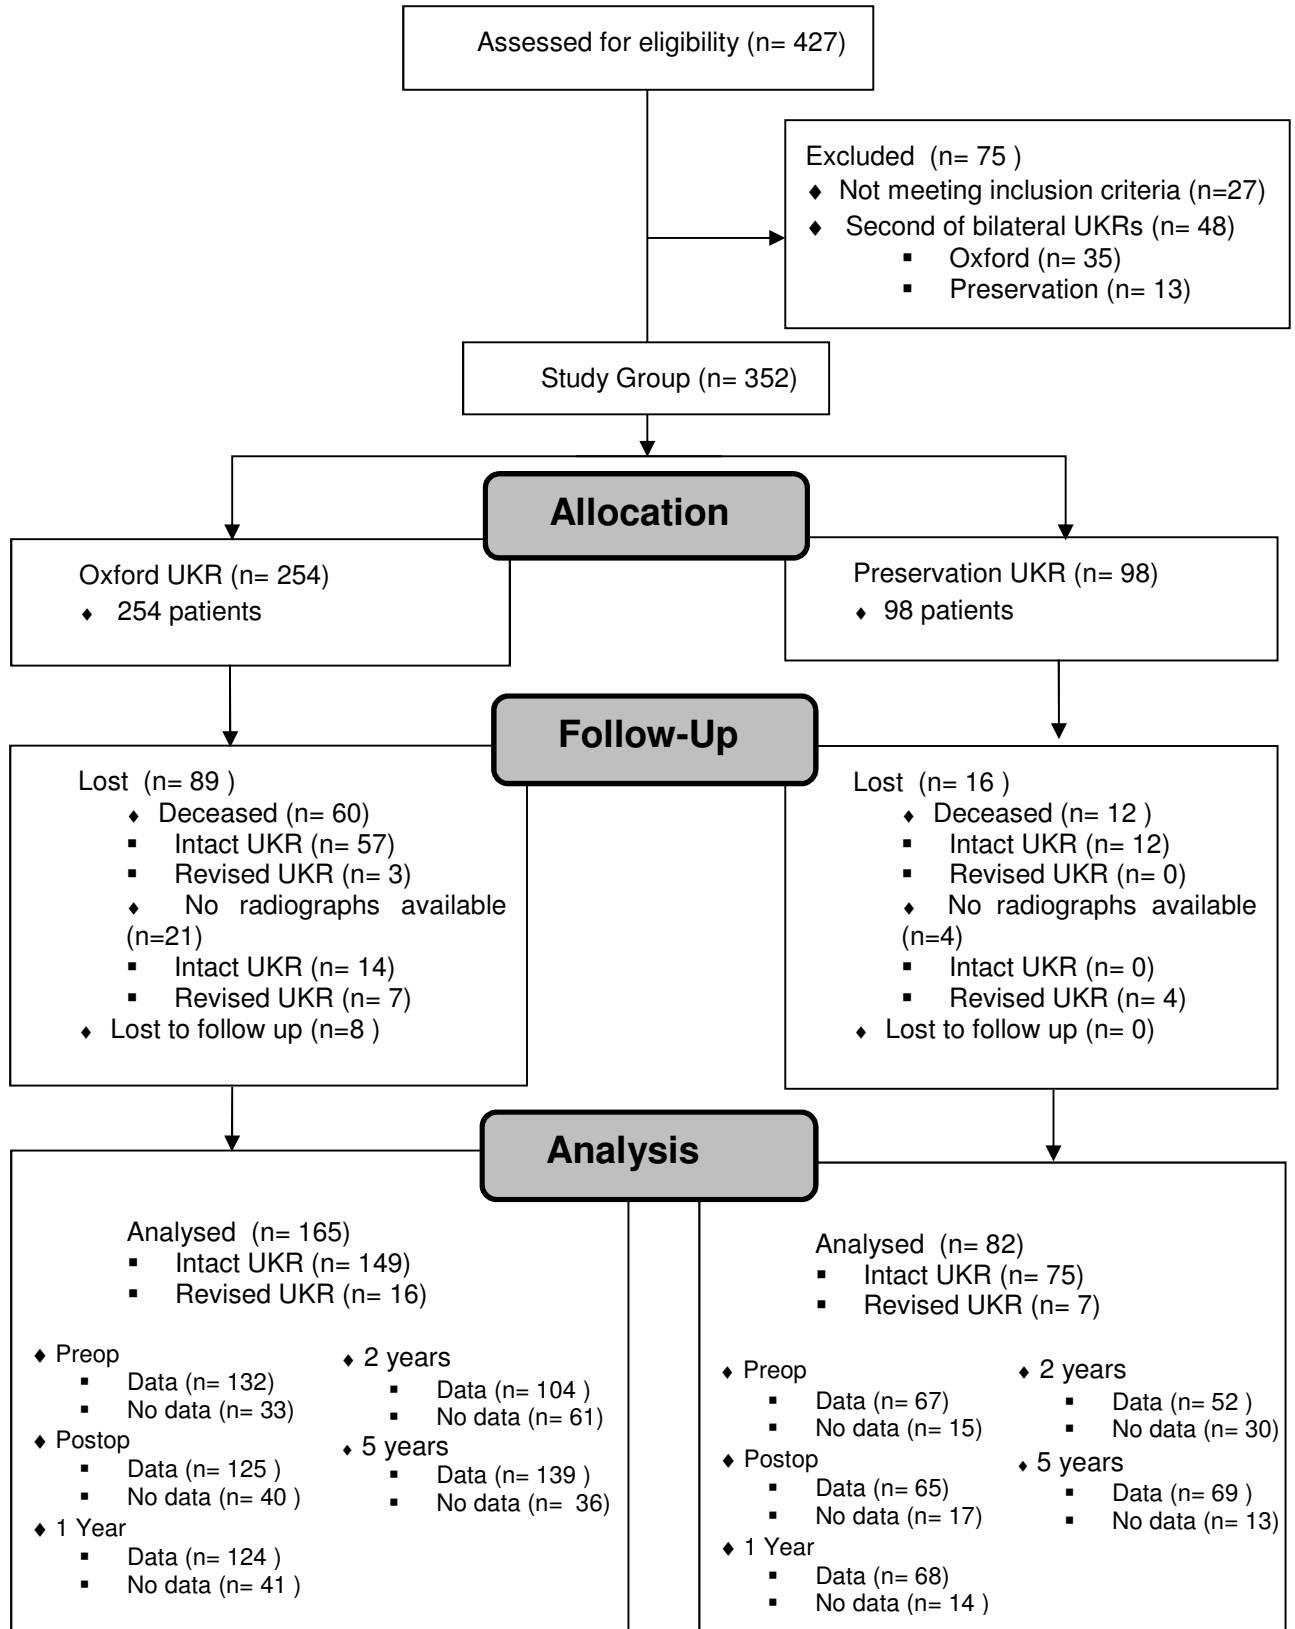 Assessed for eligibility (n= 427)
Excluded (n= 75 )
♦ Not meeting inclusion criteria (n=27)
♦ Second of bilateral UKRs (n= 48)
▪ Oxford (n= 35)
▪ Preservation (n= 13)
Study Group (n= 352)
Allocation
Oxford UKR (n= 254)
♦ 254 patients
Preservation UKR (n= 98)
♦ 98 patients
Follow-Up
Lost (n= 89 )
♦ Deceased (n= 60)
▪ Intact UKR (n= 57)
▪ Revised UKR (n= 3)
♦ No radiographs available
(n=21)
▪ Intact UKR (n= 14)
▪ Revised UKR (n= 7)
♦ Lost to follow up (n=8 )
Lost (n= 16 )
♦ Deceased (n= 12 )
▪ Intact UKR (n= 12)
▪ Revised UKR (n= 0)
♦ No radiographs available
(n=4)
▪ Intact UKR (n= 0)
▪ Revised UKR (n= 4)
♦ Lost to follow up (n= 0)
Analysis
Analysed (n= 165)
▪ Intact UKR (n= 149)
▪ Revised UKR (n= 16)
♦ Preop
▪ Data (n= 132)
▪ No data (n= 33)
♦ Postop
▪ Data (n= 125 )
▪ No data (n= 40 )
♦ 1 Year
▪ Data (n= 124 )
▪ No data (n= 41 )
♦ 2 years
▪ Data (n= 104 )
▪ No data (n= 61)
♦ 5 years
▪ Data (n= 139 )
▪ No data (n= 36)
Analysed (n= 82)
▪ Intact UKR (n= 75)
▪ Revised UKR (n= 7)
♦ Preop
▪ Data (n= 67)
▪ No data (n= 15)
♦ Postop
▪ Data (n= 65)
▪ No data (n= 17)
♦ 1 Year
▪ Data (n= 68)
▪ No data (n= 14 )
♦ 2 years
▪ Data (n= 52 )
▪ No data (n= 30)
♦ 5 years
▪ Data (n= 69 )
▪ No data (n= 13)